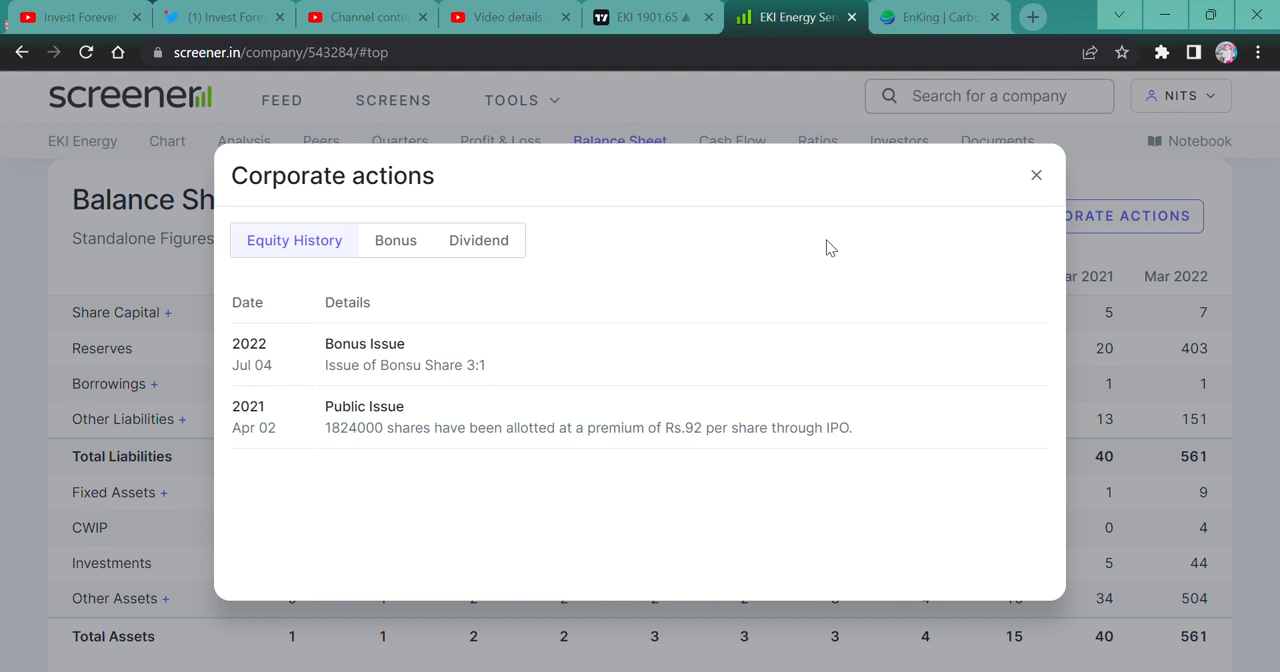 Invest Forever
(1) Invest Fore
Channel conte
Video details
EKI 1901.65
EKI Energy Ser
EnKing | Carbo
screener.in/company/543284/#top
screener
FEED
SCREENS
TOOLS
Search for a company
NITS
EKI Energy
Chart
Analysis
Peers
Quarters
Profit & Loss
Balance Sheet
Cash Flow
Ratios
Investors
Documents
Notebook
Balance Sh
Standalone Figures
ORATE ACTIONS
Corporate actions
Equity History
Bonus
Dividend
Date Details
2022 Bonus Issue
Jul 04 Issue of Bonsu Share 3:1
2021 Public Issue
Apr 02 1824000 shares have been allotted at a premium of Rs.92 per share through IPO.
ar 2021 Mar 2022
Share Capital + 5 7
Reserves 20 403
Borrowings + 1 1
Other Liabilities + 13 151
Total Liabilities 40 561
Fixed Assets + 1 9
CWIP 0 4
Investments 5 44
Other Assets + 34 504
Total Assets 1 1 2 2 3 3 3 4 15 40 561